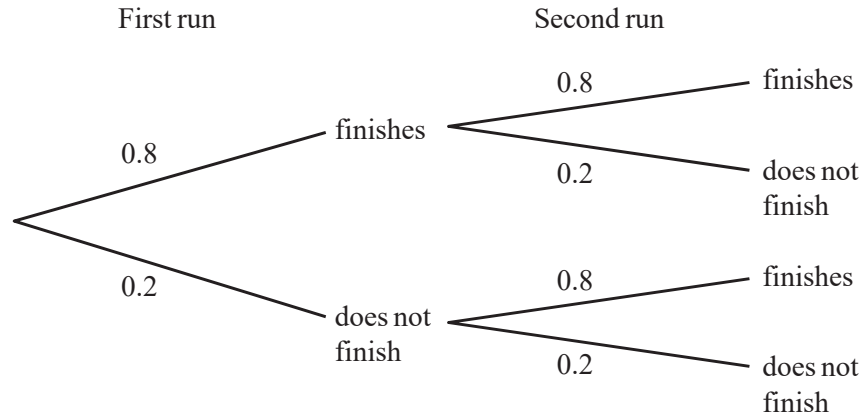 First run
Second run
0.8
finishes
0.2
does not
finish
0.8
finishes
0.2
does not
finish
0.8
finishes
0.2
does not
finish